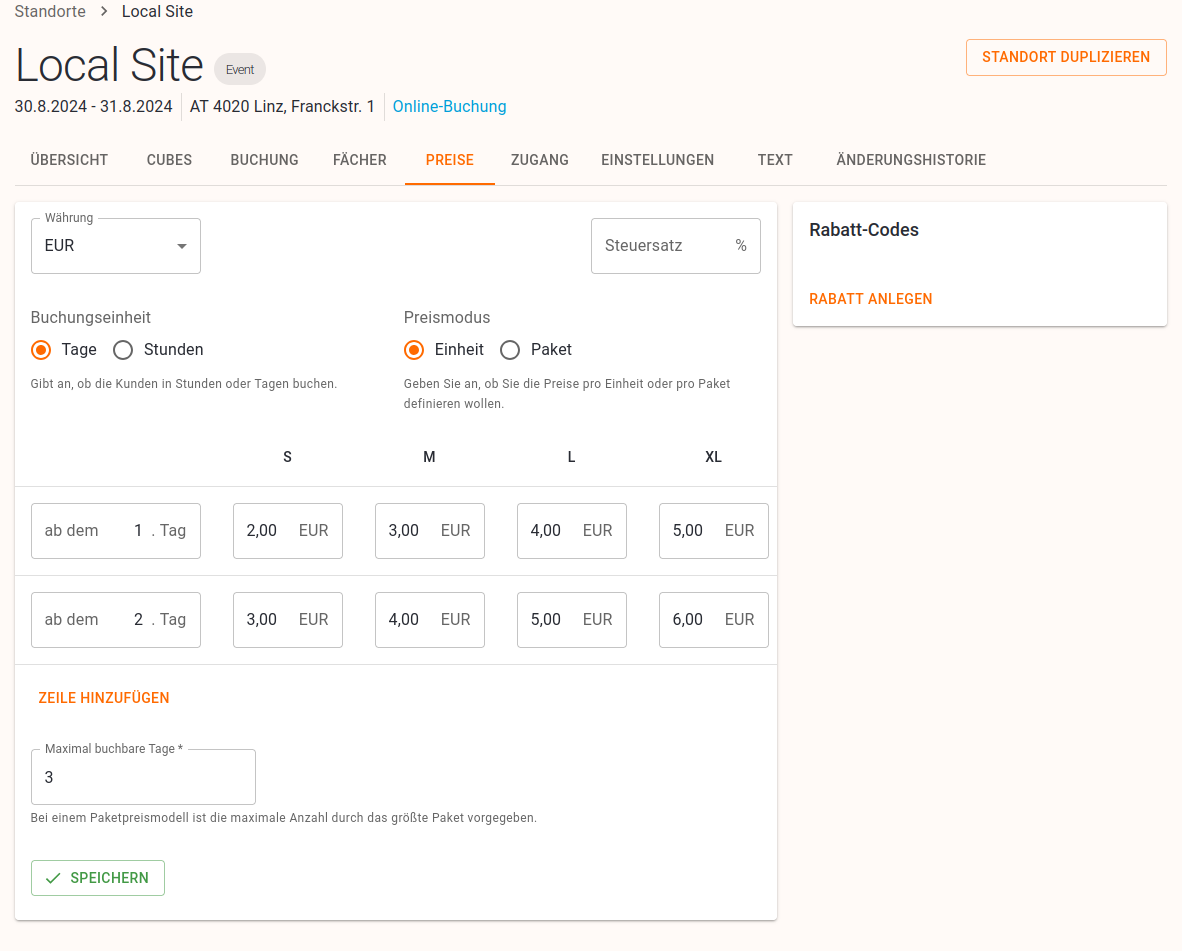 Standorte > Local Site
Local Site Event
STANDORT DUPLIZIEREN
30.8.2024 - 31.8.2024 AT 4020 Linz, Franckstr. 1 Online-Buchung
ÜBERSICHT CUBES BUCHUNG FÄCHER PREISE ZUGANG EINSTELLUNGEN TEXT ÄNDERUNGSHISTORIE
Währung
EUR
Steuersatz %
Buchungseinheit
Tage Stunden
Gibt an, ob die Kunden in Stunden oder Tagen buchen.
Preismodus
Einheit Paket
Geben Sie an, ob Sie die Preise pro Einheit oder pro Paket
definieren wollen.
S M L XL
ab dem 1 . Tag 2,00 EUR 3,00 EUR 4,00 EUR 5,00 EUR
ab dem 2 . Tag 3,00 EUR 4,00 EUR 5,00 EUR 6,00 EUR
ZEILE HINZUFÜGEN
Maximal buchbare Tage *
3
Bei einem Paketpreismodell ist die maximale Anzahl durch das größte Paket vorgegeben.
SPEICHERN
Rabatt-Codes
RABATT ANLEGEN